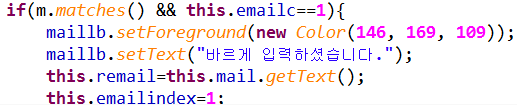 if(m.matches() && this.emailc==1){
maillb.setForeground(new Color(146, 169, 109));
maillb.setText("바르게 입력하셨습니다.");
this.remail=this.mail.getText();
this.emailindex=1;